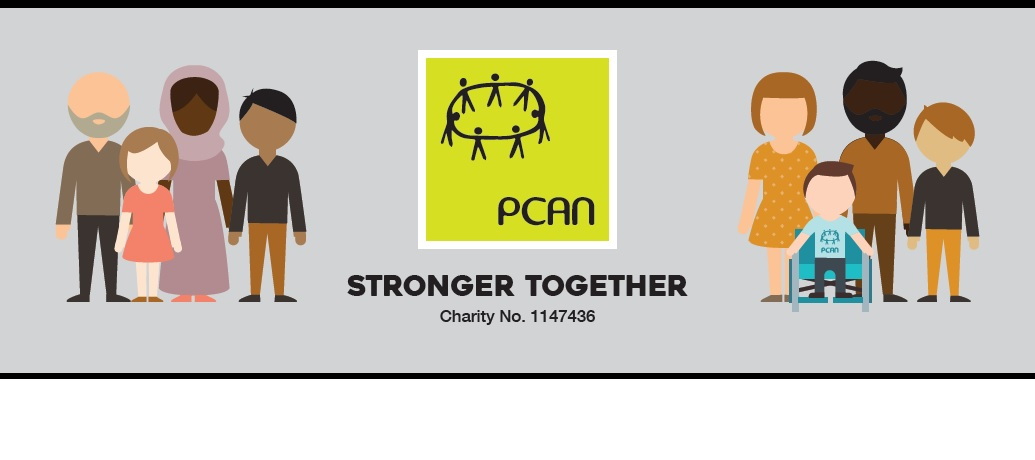 PCAN
STRONGER TOGETHER
Charity No. 1147436
PCAN